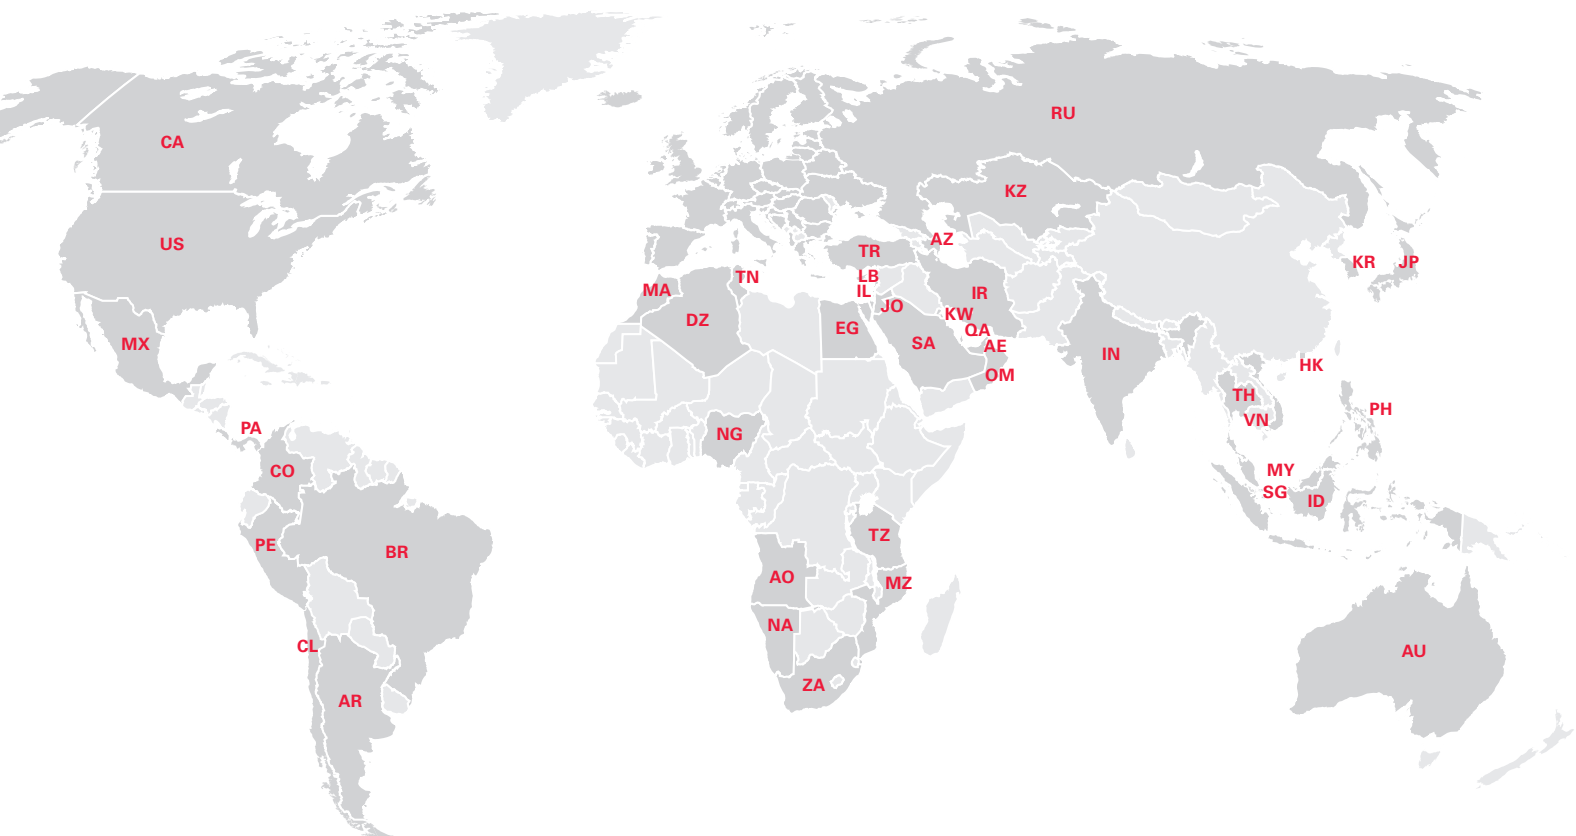 RU
CA
KZ
AZ
US
TR
KR
JP
LB
TN
IL
MA
IR
JO
KW
DZ
EG
QA
MX
SA
AE
IN
HK
OM
TH
PH
VN
PA
NG
CO
MY
SG
ID
TZ
PE
BR
AO
MZ
NA
CL
AU
ZA
AR